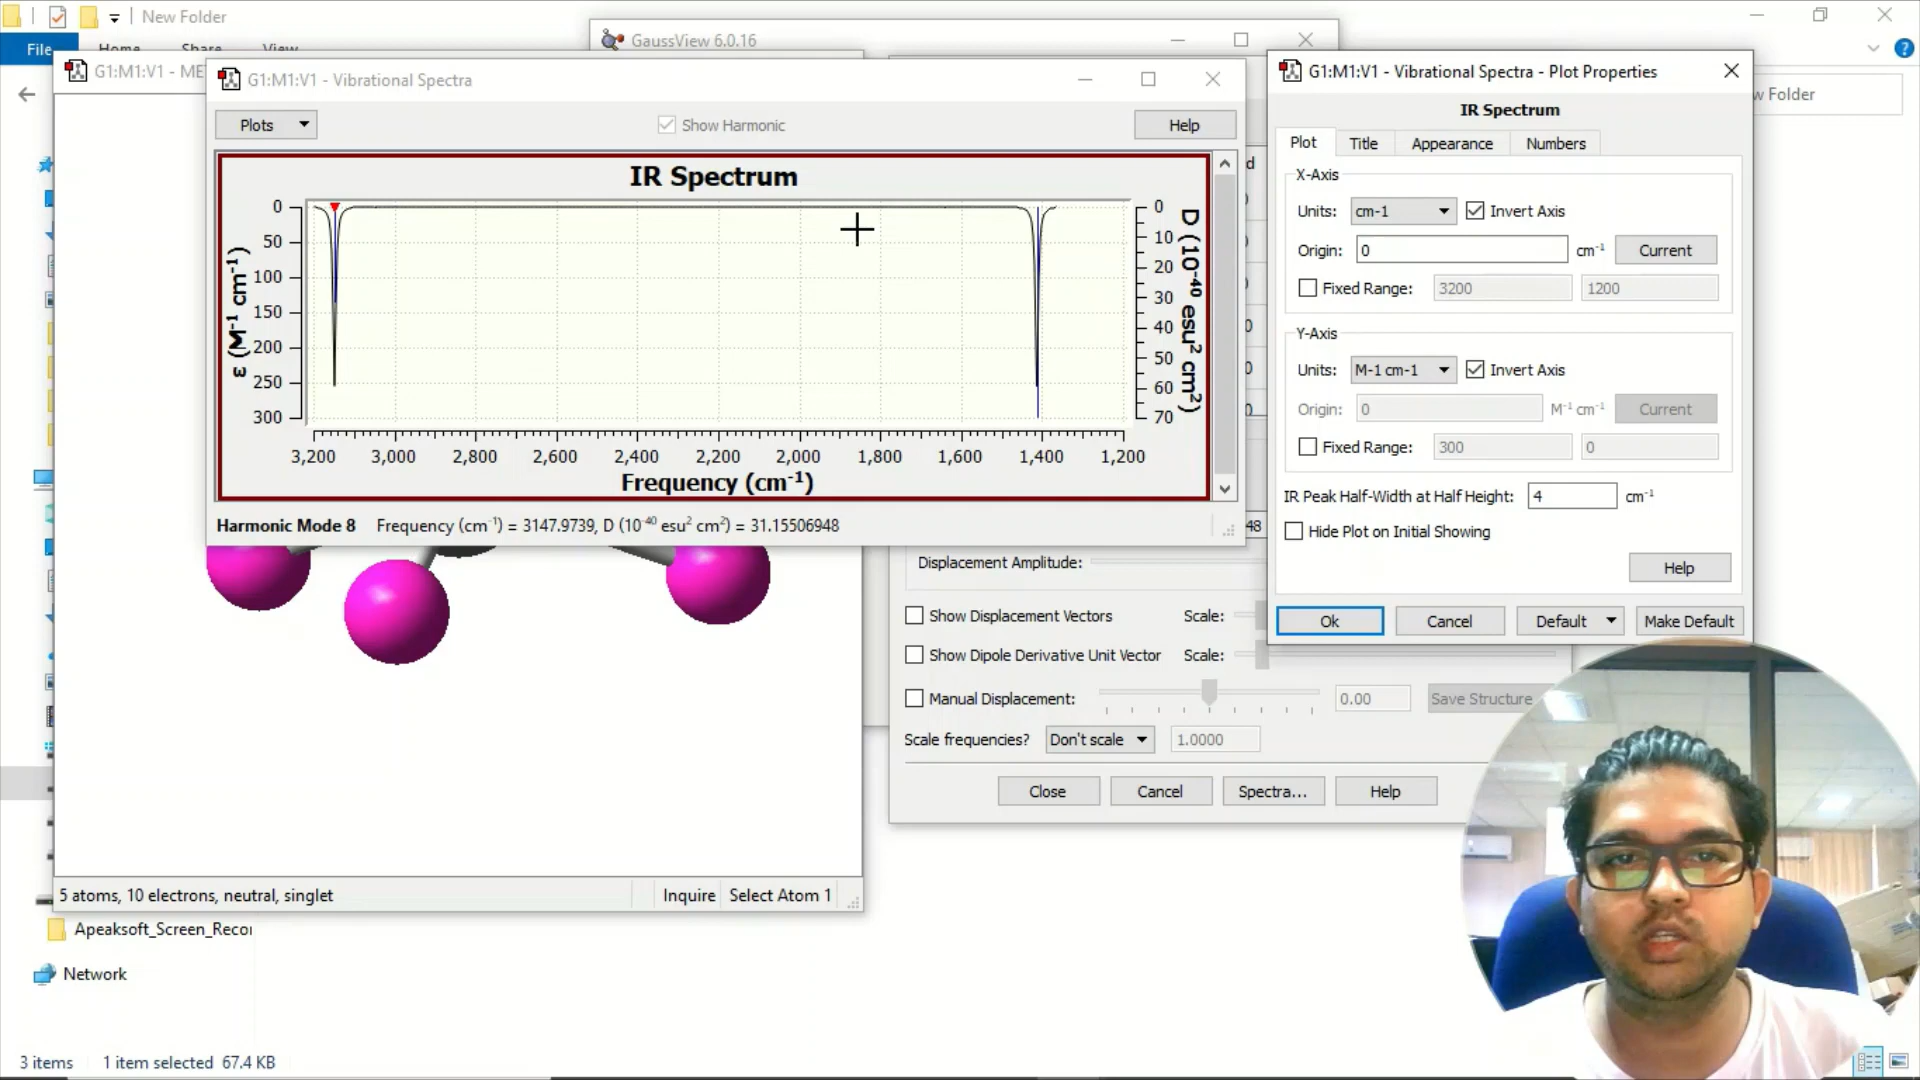 New Folder
File
Home
Share
View
GaussView 6.0.16
G1:M1:V1 - ME
G1:M1:V1 - Vibrational Spectra
Plots
Show Harmonic
Help
IR Spectrum
0
50
100
150
200
250
300
ε (M⁻¹ cm⁻¹)
0
10
20
30
40
50
60
70
D (10⁻⁴⁰ esu² cm²)
3,200 3,000 2,800 2,600 2,400 2,200 2,000 1,800 1,600 1,400 1,200
Frequency (cm⁻¹)
Harmonic Mode 8 Frequency (cm⁻¹) = 3147.9739, D (10⁻⁴⁰ esu² cm²) = 31.15506948
G1:M1:V1 - Vibrational Spectra - Plot Properties
w Folder
IR Spectrum
Plot Title Appearance Numbers
X-Axis
Units: cm-1 Invert Axis
Origin: 0 cm⁻¹ Current
Fixed Range: 3200 1200
Y-Axis
Units: M-1 cm-1 Invert Axis
Origin: 0 M⁻¹ cm⁻¹ Current
Fixed Range: 300 0
IR Peak Half-Width at Half Height: 4 cm⁻¹
Hide Plot on Initial Showing
Help
Ok Cancel Default Make Default
48
Displacement Amplitude:
Show Displacement Vectors Scale:
Show Dipole Derivative Unit Vector Scale:
Manual Displacement: 0.00 Save Structure
Scale frequencies? Don't scale 1.0000
Close Cancel Spectra... Help
5 atoms, 10 electrons, neutral, singlet Inquire Select Atom 1
Apeaksoft_Screen_Recor
Network
3 items 1 item selected 67.4 KB